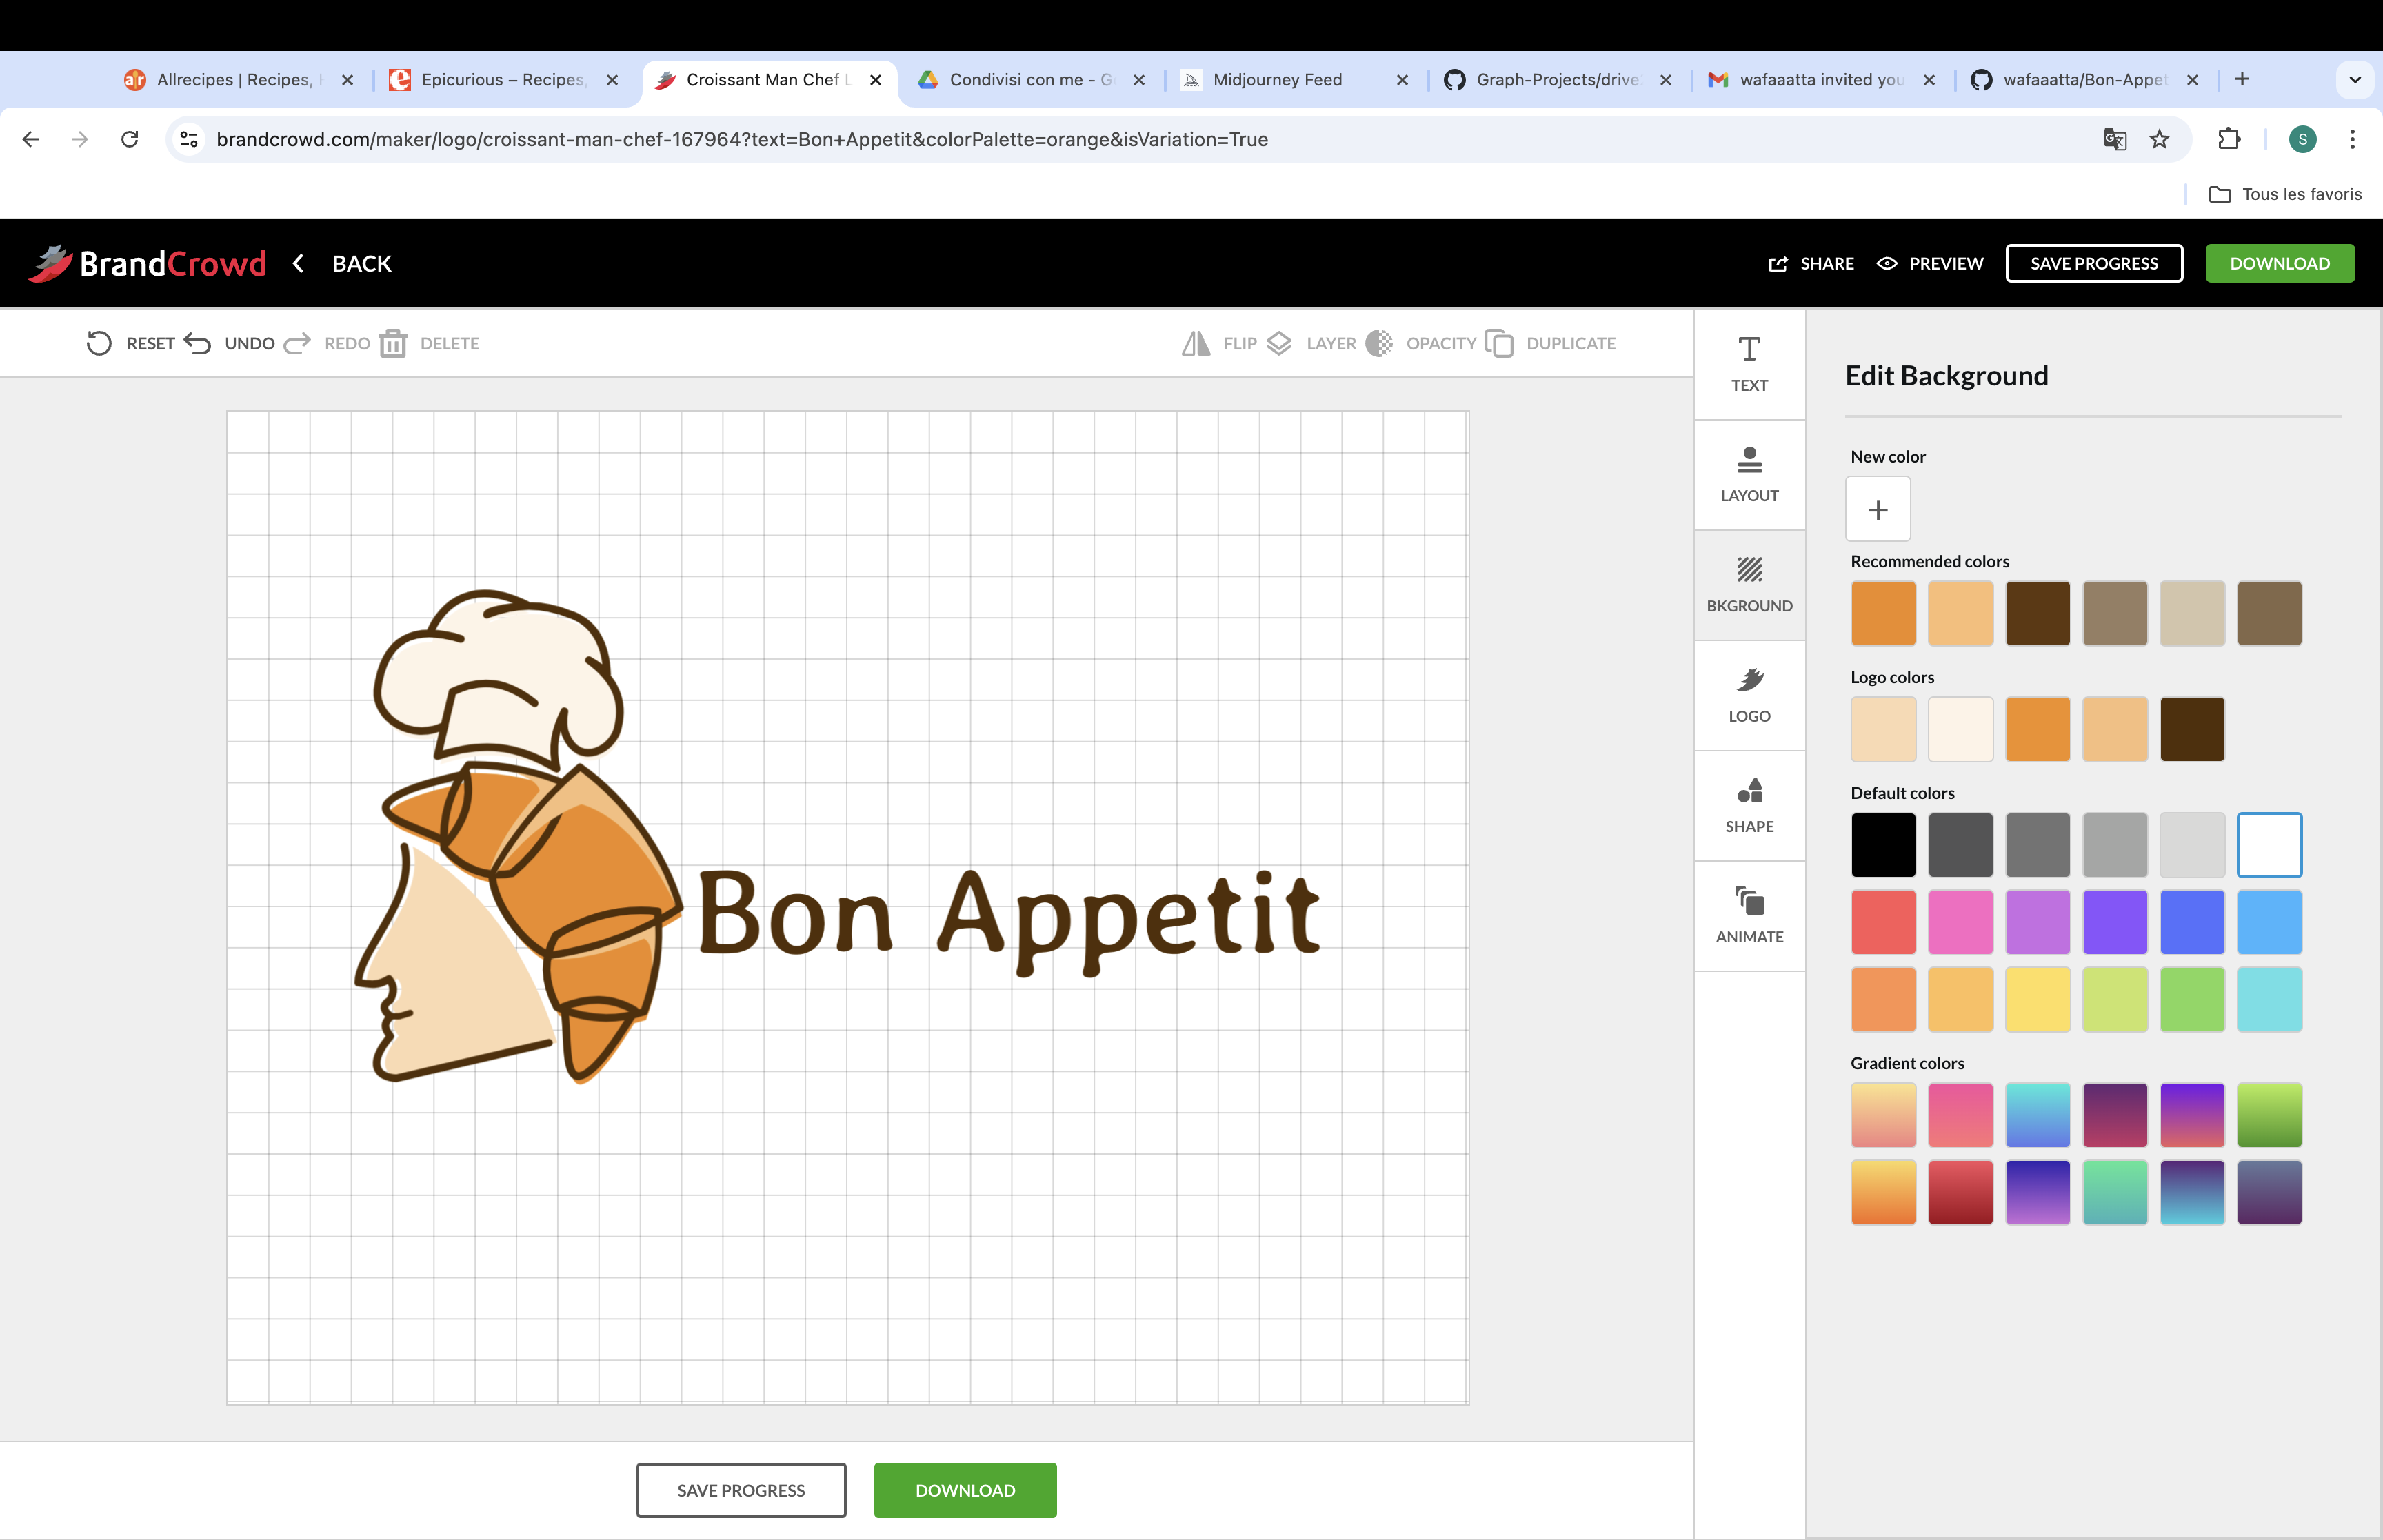 Allrecipes | Recipes,
Epicurious – Recipes,
Croissant Man Chef L
Condivisi con me - G
Midjourney Feed
Graph-Projects/drive
wafaaatta invited you
wafaaatta/Bon-Appet
brandcrowd.com/maker/logo/croissant-man-chef-167964?text=Bon+Appetit&colorPalette=orange&isVariation=True
S
Tous les favoris
BrandCrowd
BACK
SHARE
PREVIEW
SAVE PROGRESS
DOWNLOAD
RESET
UNDO
REDO
DELETE
FLIP
LAYER
OPACITY
DUPLICATE
TEXT
LAYOUT
BKGROUND
LOGO
SHAPE
ANIMATE
Edit Background
New color
Recommended colors
Logo colors
Default colors
Gradient colors
Bon Appetit
SAVE PROGRESS
DOWNLOAD